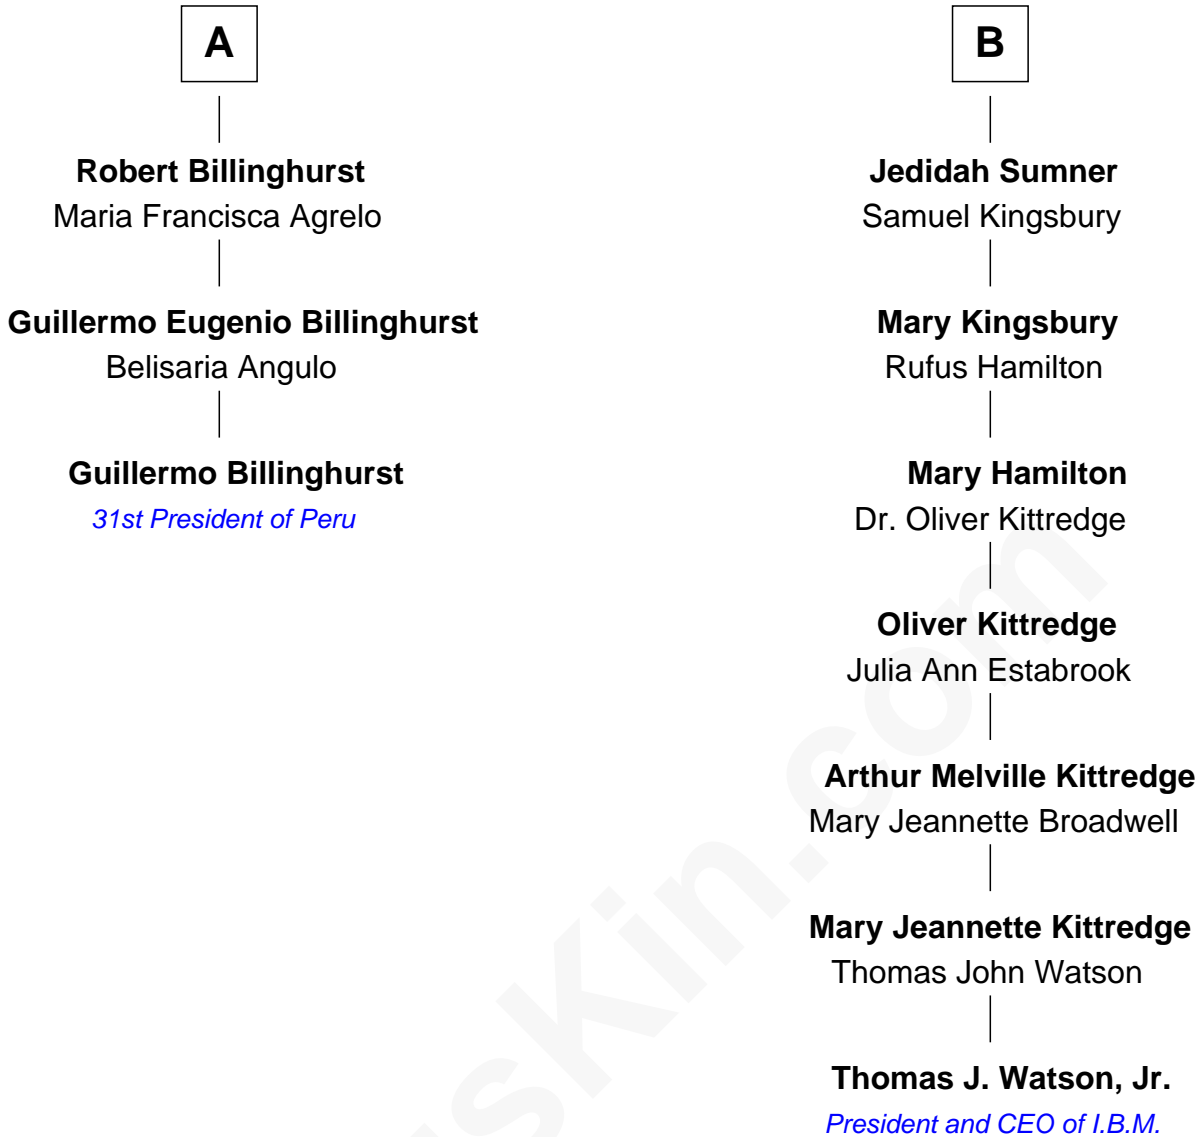 A
Robert Billinghurst
Maria Francisca Agrelo
Guillermo Eugenio Billinghurst
Belisaria Angulo
Guillermo Billinghurst
31st President of Peru
B
Jedidah Sumner
Samuel Kingsbury
Mary Kingsbury
Rufus Hamilton
Mary Hamilton
Dr. Oliver Kittredge
Oliver Kittredge
Julia Ann Estabrook
Arthur Melville Kittredge
Mary Jeannette Broadwell
Mary Jeannette Kittredge
Thomas John Watson
Thomas J. Watson, Jr.
President and CEO of I.B.M.
sKin.com